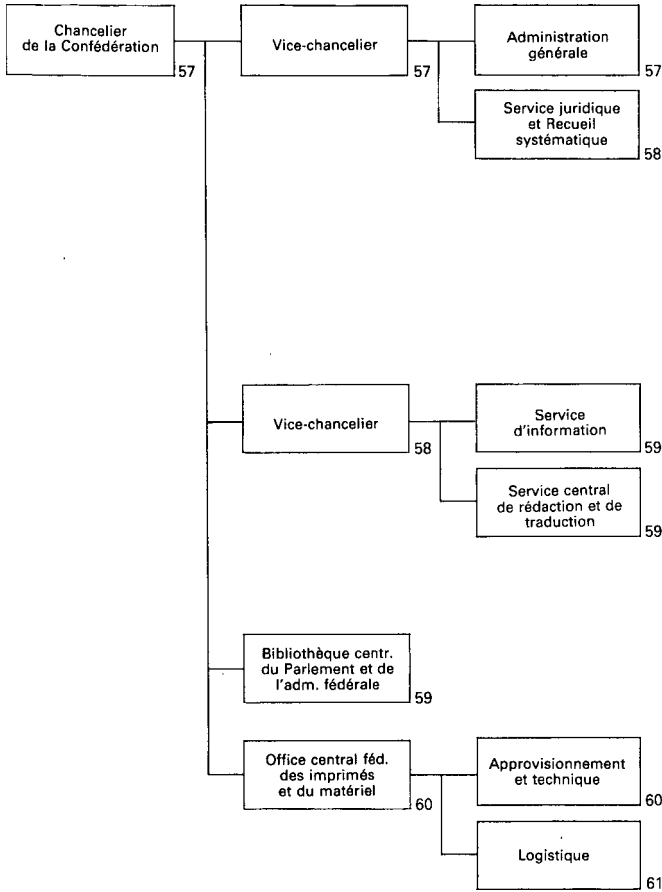 Chancelier
de la Confédération
57
Vice-chancelier
57
Administration
générale
57
Service juridique
et Recueil
systématique
58
Vice-chancelier
58
Service
d'information
59
Service central
de rédaction et de
traduction
59
Bibliothèque centr.
du Parlement et de
l'adm. fédérale
59
Office central féd.
des imprimés
et du matériel
60
Approvisionnement
et technique
60
Logistique
61